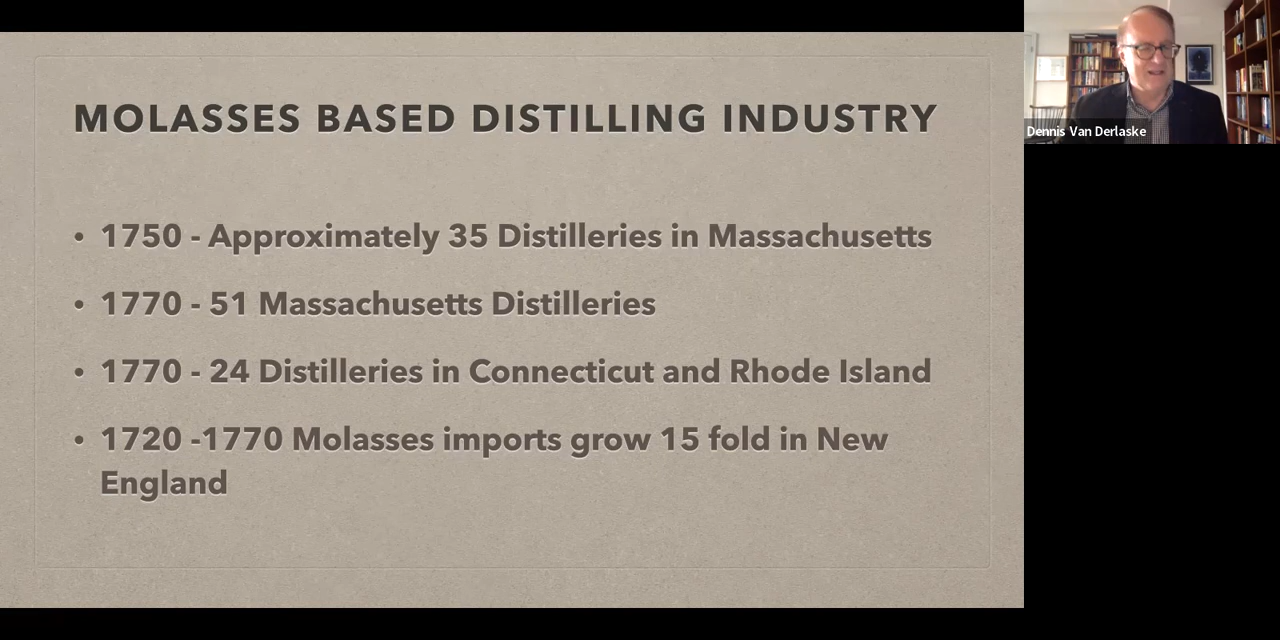 MOLASSES BASED DISTILLING INDUSTRY
• 1750 - Approximately 35 Distilleries in Massachusetts
• 1770 - 51 Massachusetts Distilleries
• 1770 - 24 Distilleries in Connecticut and Rhode Island
• 1720 -1770 Molasses imports grow 15 fold in New
England
Dennis Van Derlaske